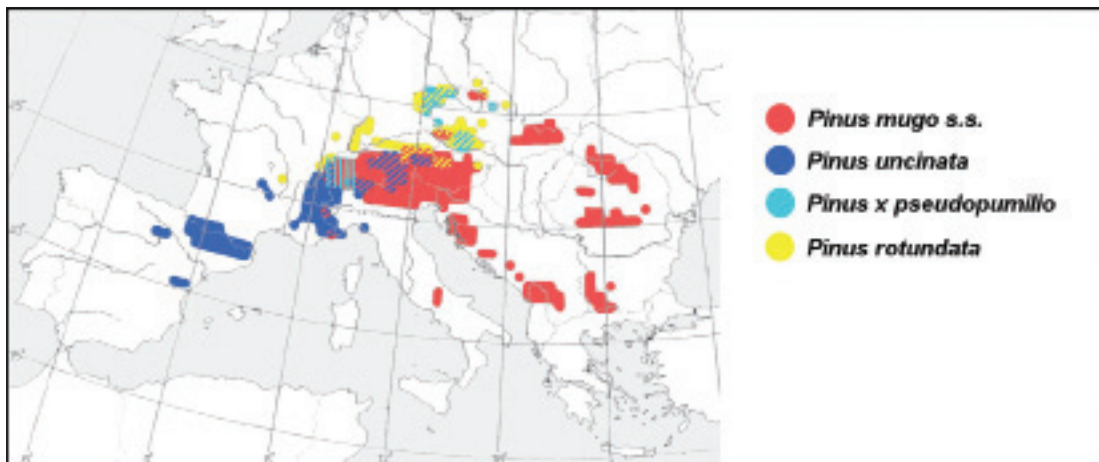 Pinus mugo s.s.
Pinus uncinata
Pinus x pseudopumilio
Pinus rotundata